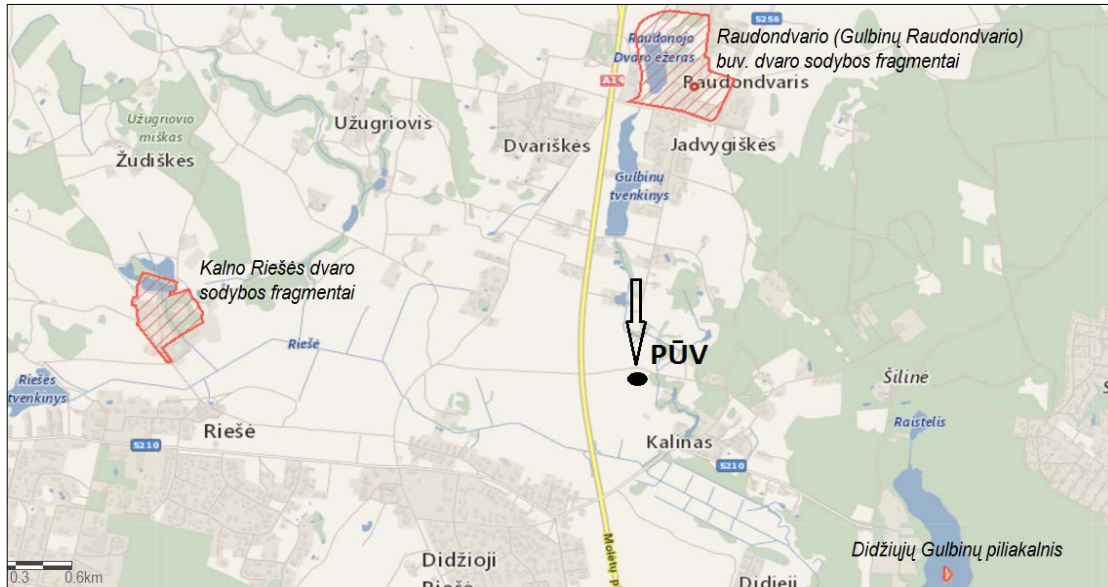 S256
Raudonojo
Dvaro ežeras
Raudondvario (Gulbinų Raudondvario)
buv. dvaro sodybos fragmentai
A14
Raudondvaris
Užugriovio
miškas
Užugriovis
Žudiškės
Dvariškės
Jadvygiškės
Gulbinų
tvenkinys
Kalno Riešės dvaro
sodybos fragmentai
Riešė
PŪV
Riešės
tvenkinys
Šilinė
Raistelis
Riešė
S210
Kalinas
S210
Molėtų
Didžiųjų Gulbinų piliakalnis
Didžioji
Riešė
Didieji
0.3 0.6km